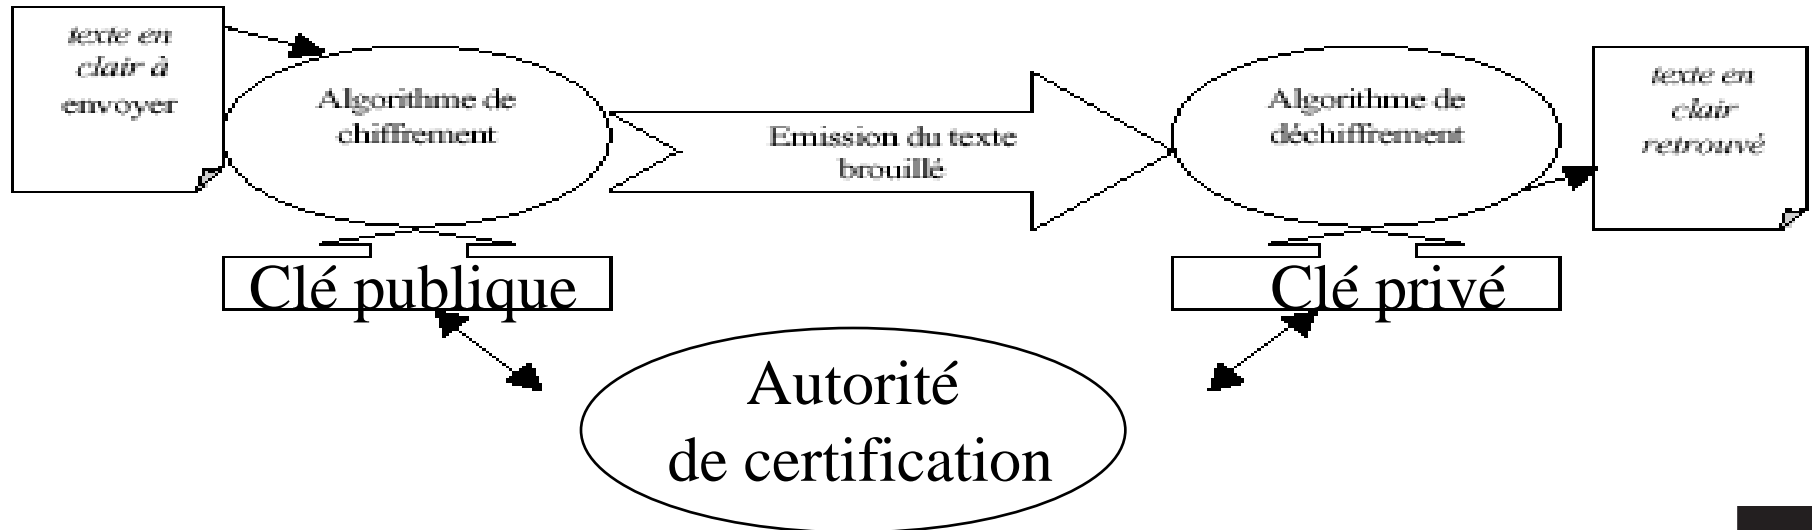 texte en
clair à
envoyer
Algorithme de
chiffrement
Emission du texte
brouillé
Algorithme de
déchiffrement
texte en
clair
retrouvé
Clé publique
Clé privé
Autorité
de certification